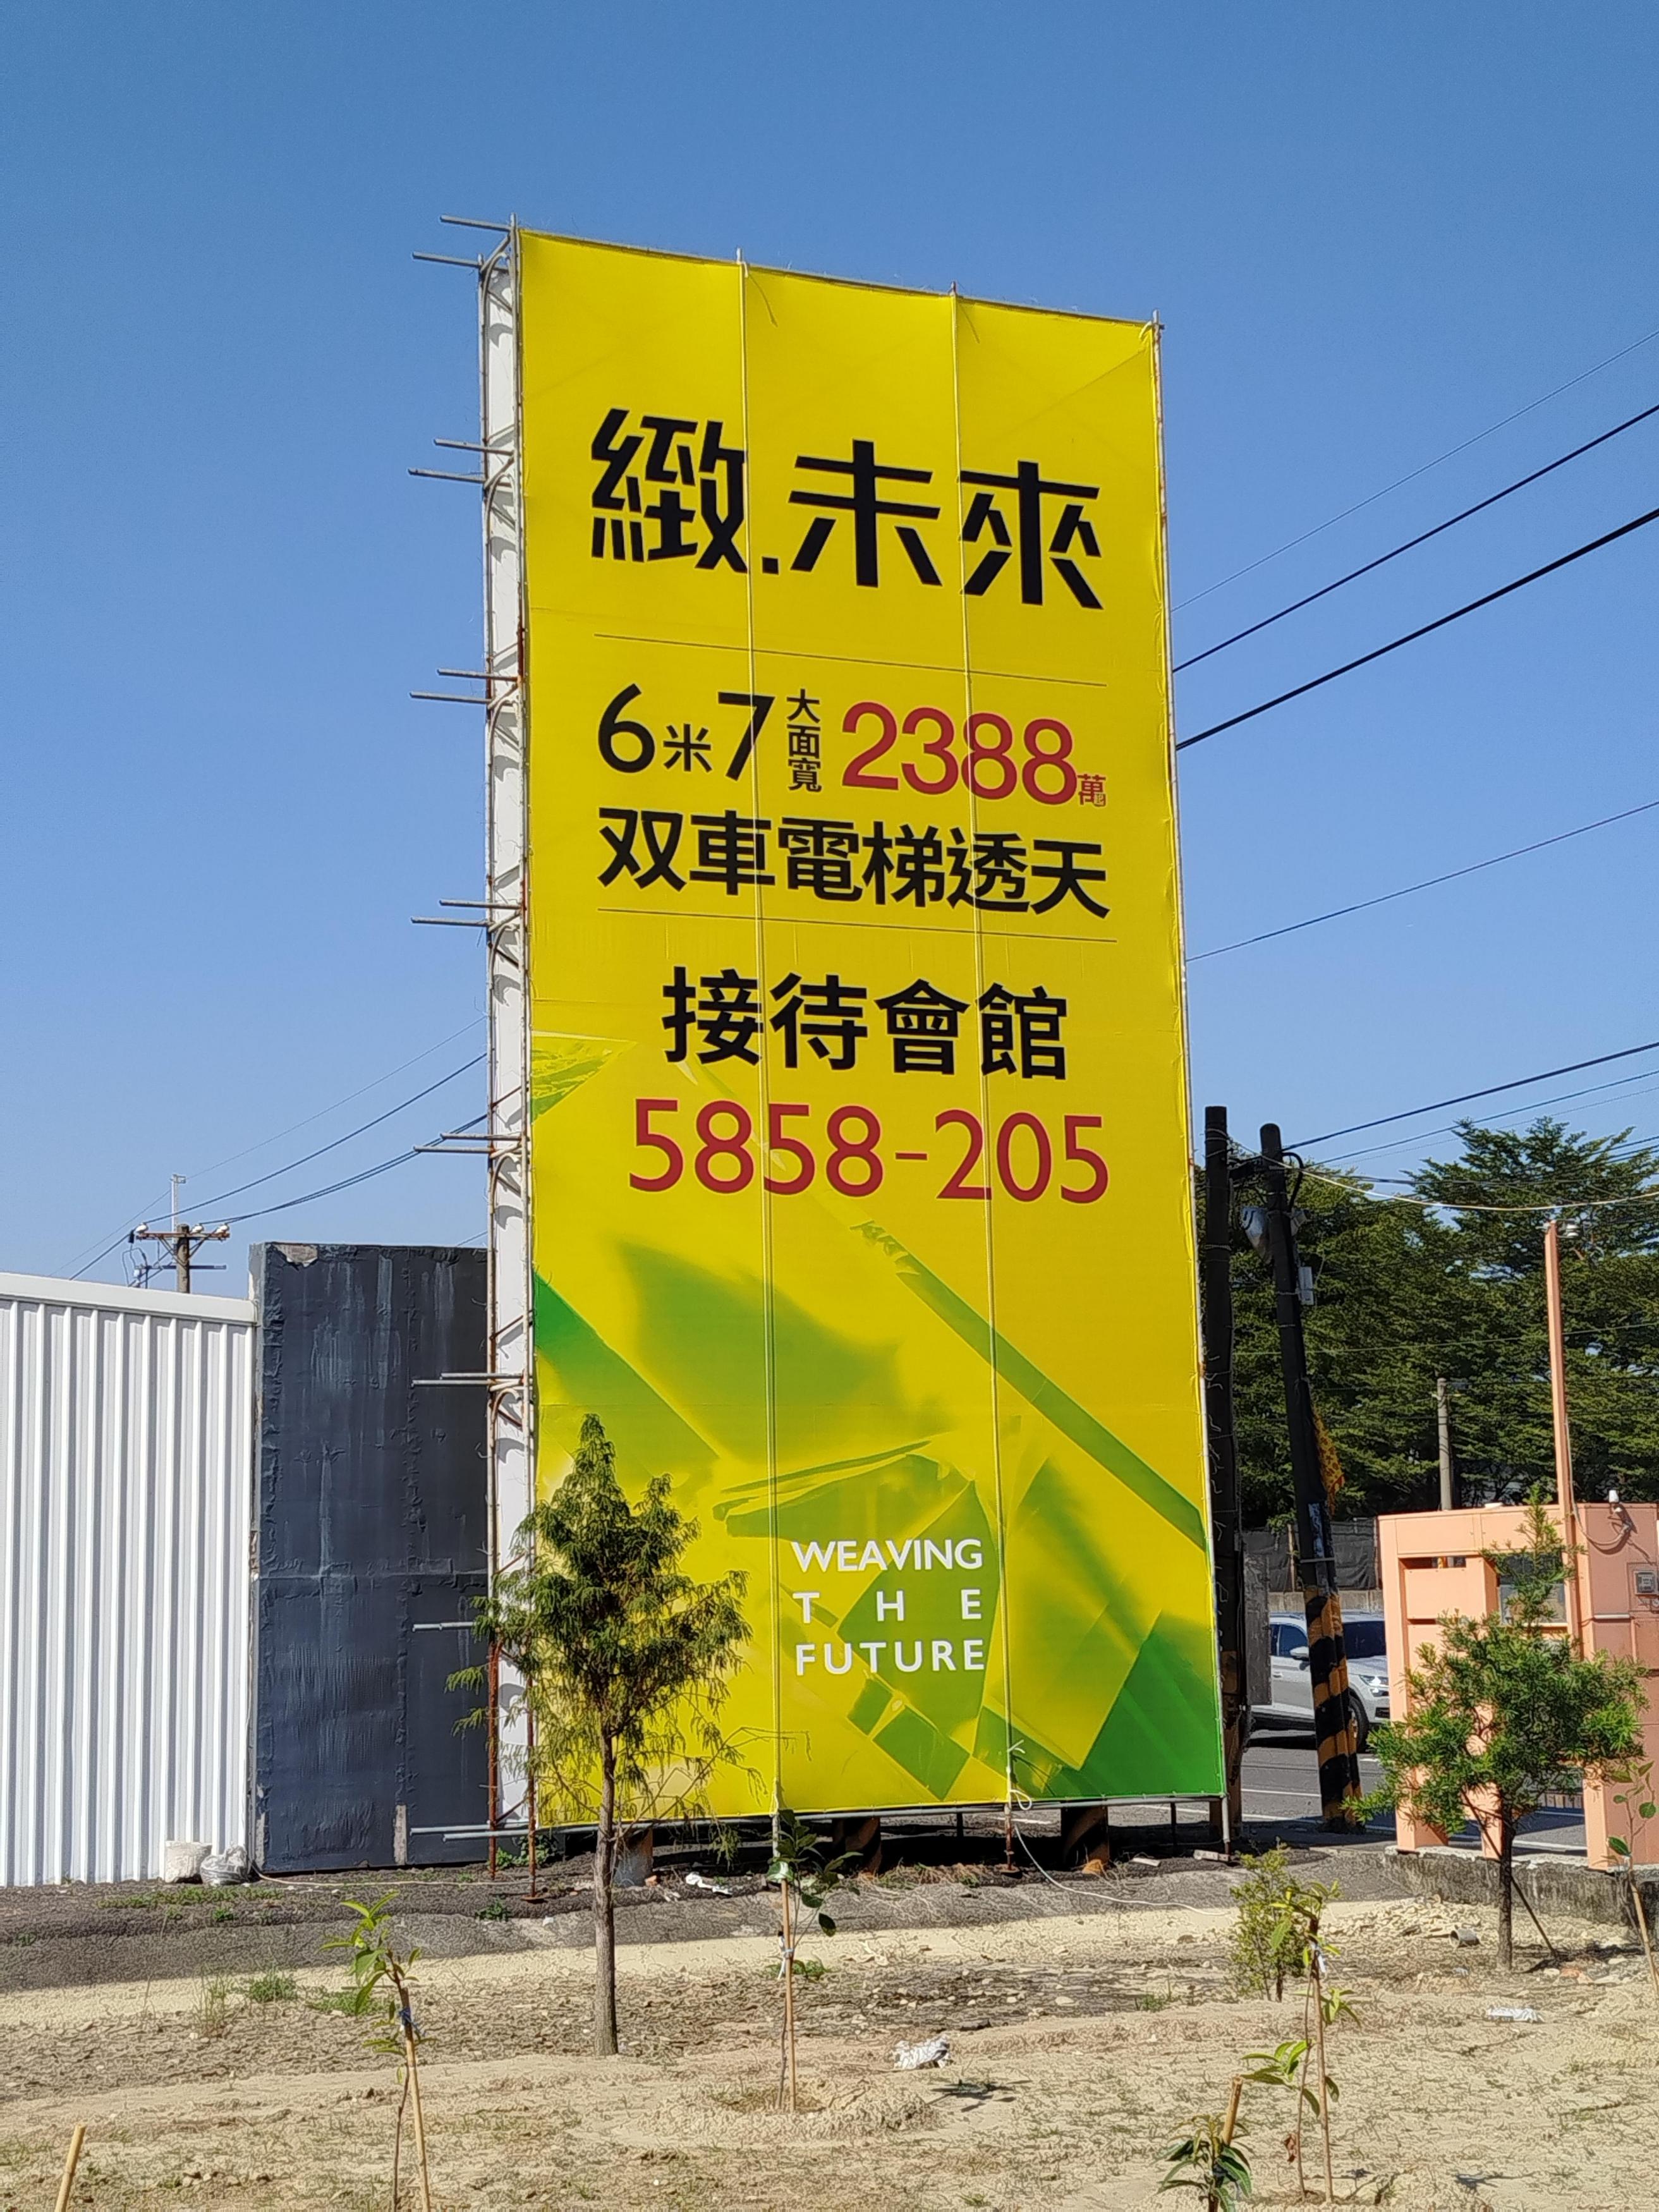 緻.未來
6米7大面寬 2388萬起
双車電梯透天
接待會館
5858-205
WEAVING
THE
FUTURE